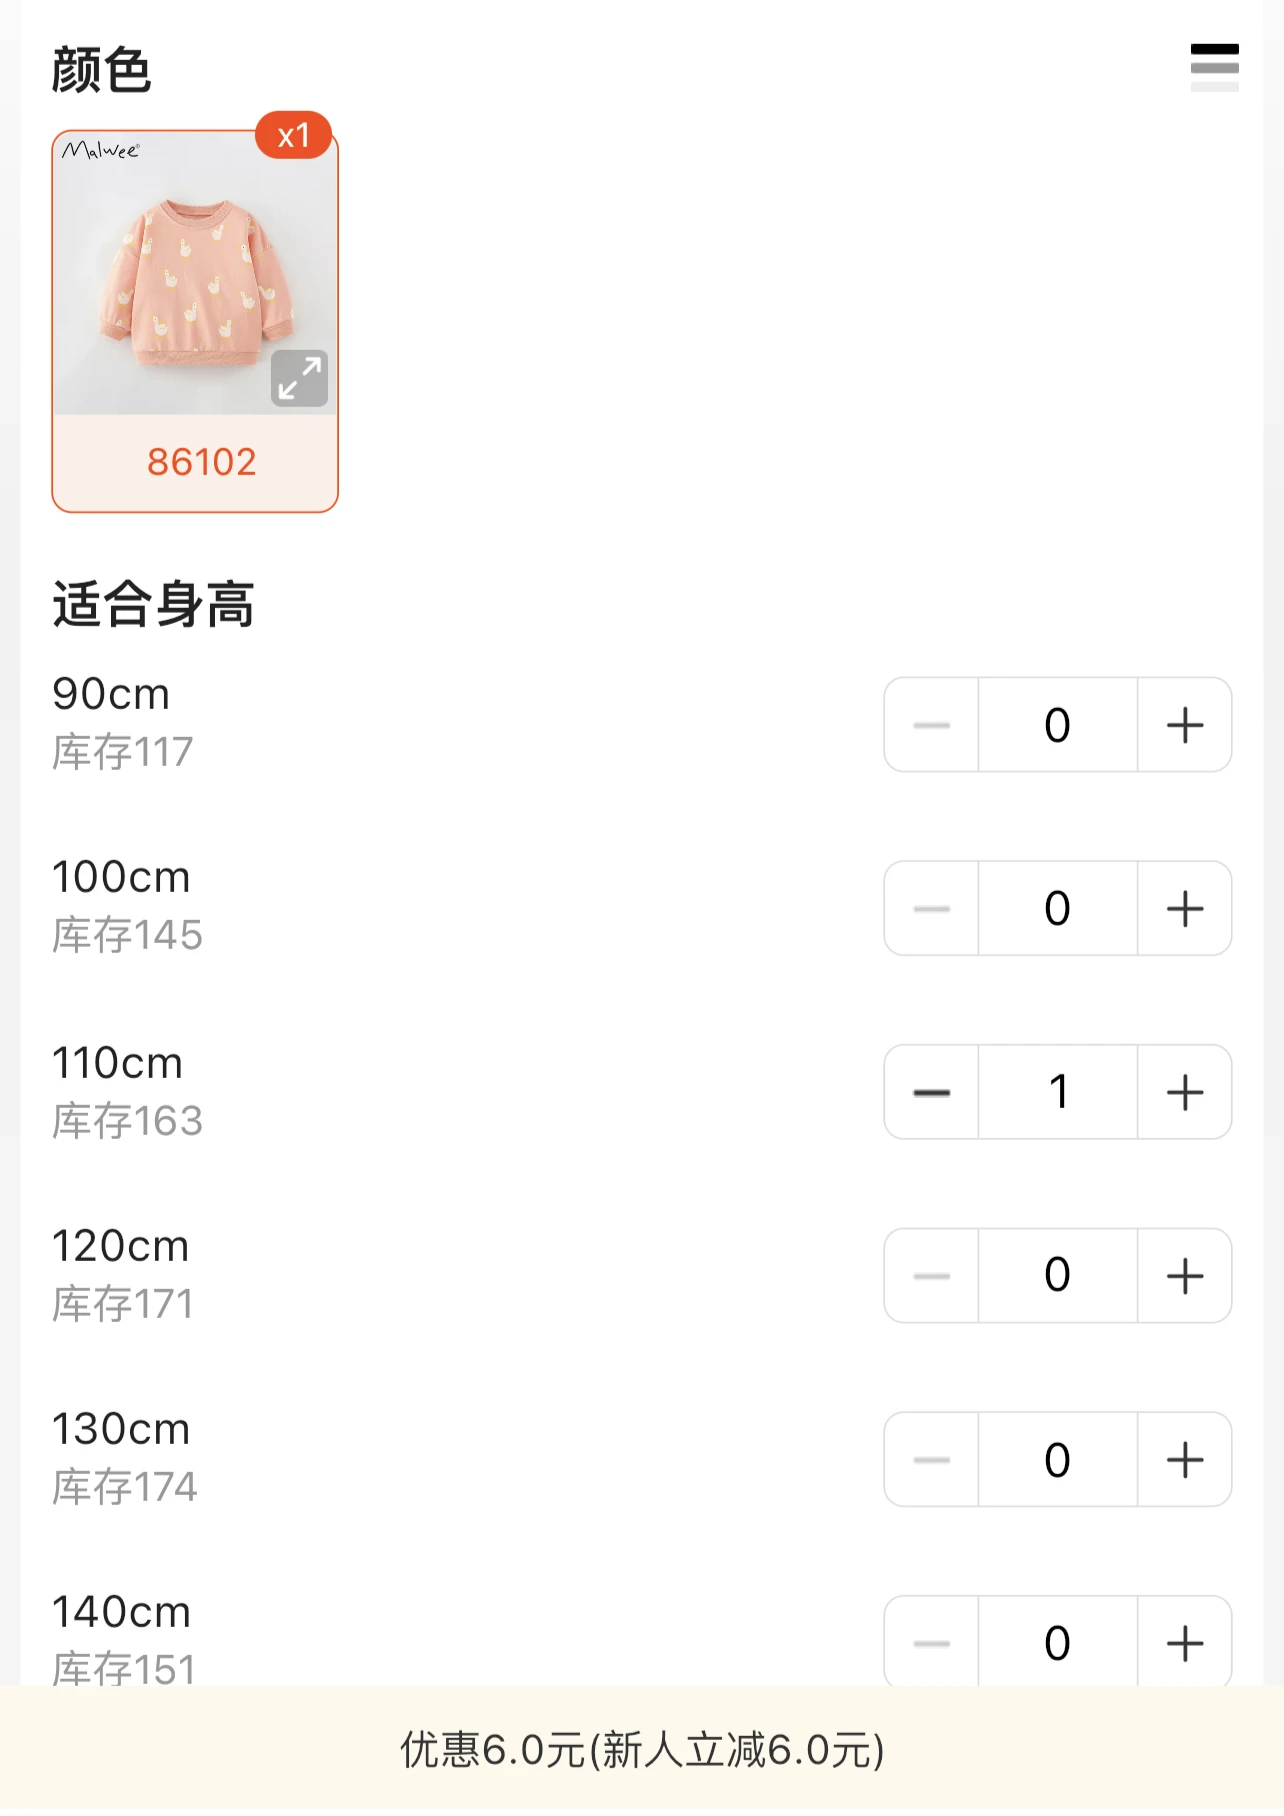 颜色
x1
Malwee
86102
适合身高
90cm
库存117
0
100cm
库存145
0
110cm
库存163
1
120cm
库存171
0
130cm
库存174
0
140cm
库存151
0
优惠6.0元(新人立减6.0元)